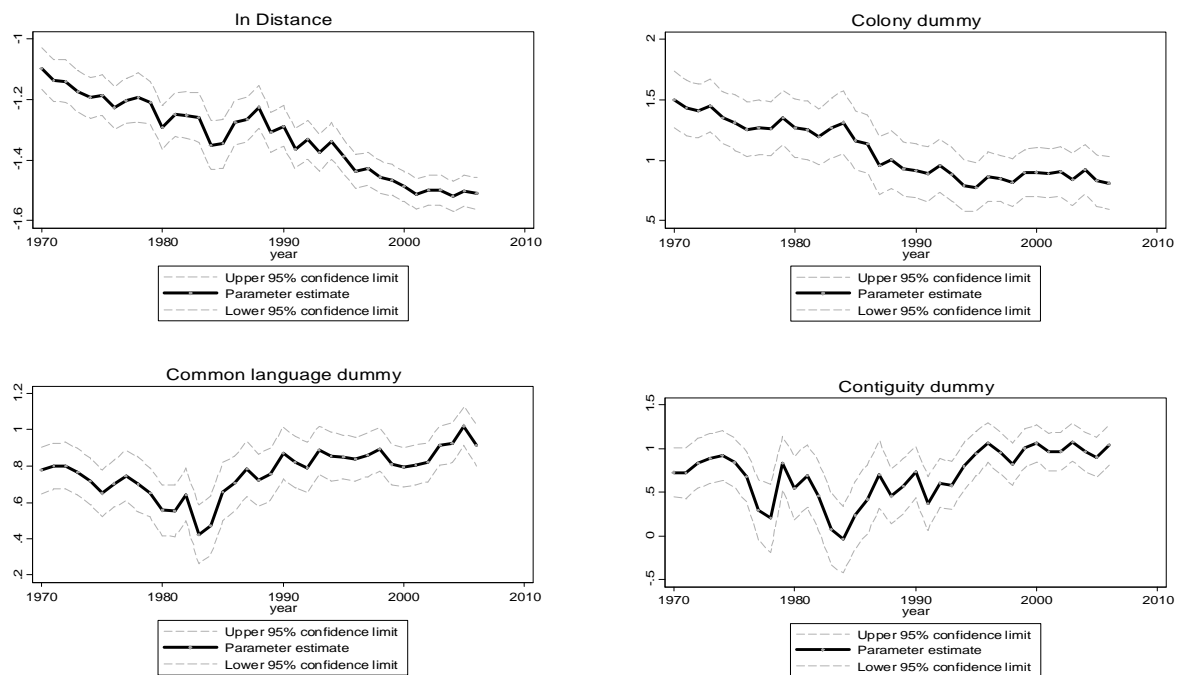 ln Distance
-1
-1.2
-1.4
-1.6
1970 1980 1990 2000 2010
year
Upper 95% confidence limit
Parameter estimate
Lower 95% confidence limit
Colony dummy
2
1.5
1
.5
1970 1980 1990 2000 2010
year
Upper 95% confidence limit
Parameter estimate
Lower 95% confidence limit
Common language dummy
1.2
1
.8
.6
.4
.2
1970 1980 1990 2000 2010
year
Upper 95% confidence limit
Parameter estimate
Lower 95% confidence limit
Contiguity dummy
1.5
1
.5
0
-.5
1970 1980 1990 2000 2010
year
Upper 95% confidence limit
Parameter estimate
Lower 95% confidence limit